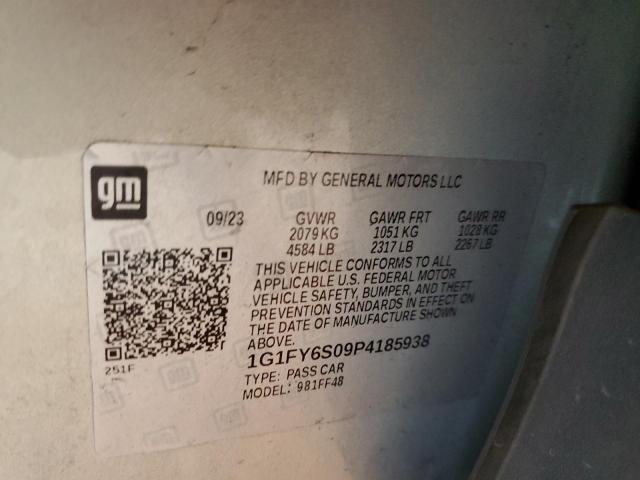 gm
MFD BY GENERAL MOTORS LLC
09/23 GVWR GAWR FRT GAWR RR
2079 KG 1051 KG 1028 KG
4584 LB 2317 LB 2267 LB
THIS VEHICLE CONFORMS TO ALL
APPLICABLE U.S. FEDERAL MOTOR
VEHICLE SAFETY, BUMPER, AND THEFT
PREVENTION STANDARDS IN EFFECT ON
THE DATE OF MANUFACTURE SHOWN
ABOVE.
251F
1G1FY6S09P4185938
TYPE: PASS CAR
MODEL: 981FF48